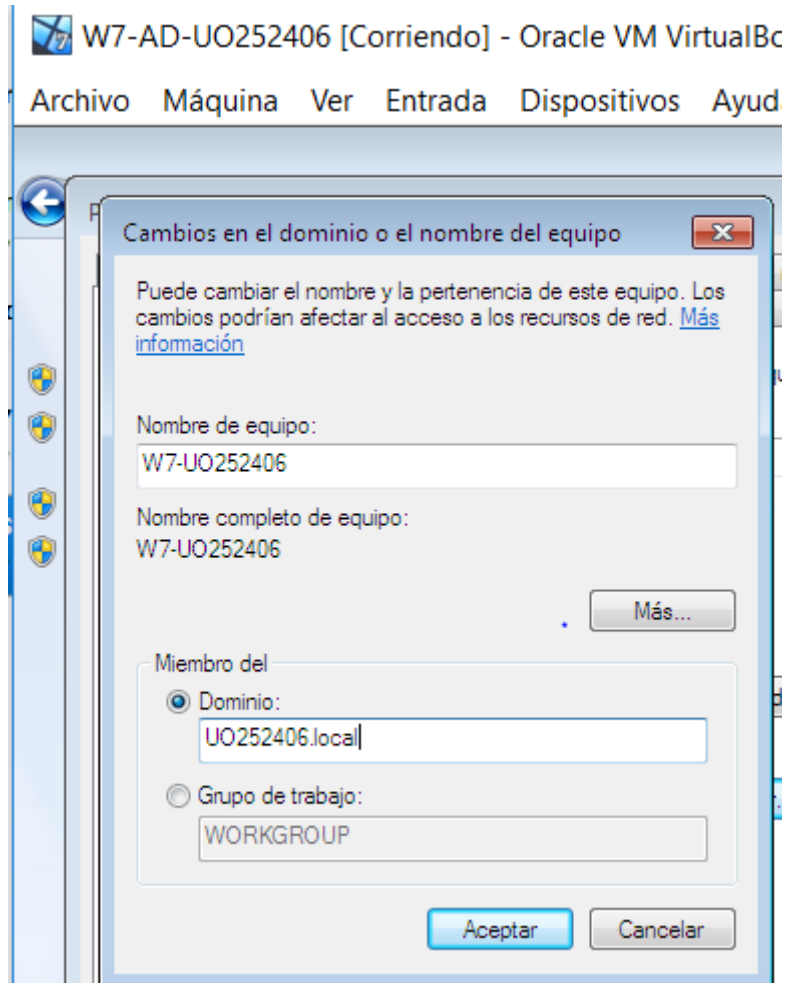 W7-AD-UO252406 [Corriendo] - Oracle VM VirtualBo
Archivo Máquina Ver Entrada Dispositivos Ayud
Cambios en el dominio o el nombre del equipo
Puede cambiar el nombre y la pertenencia de este equipo. Los
cambios podrían afectar al acceso a los recursos de red. Más
información
Nombre de equipo:
W7-UO252406
Nombre completo de equipo:
W7-UO252406
Más...
Miembro del
Dominio:
UO252406.local
Grupo de trabajo:
WORKGROUP
Aceptar
Cancelar